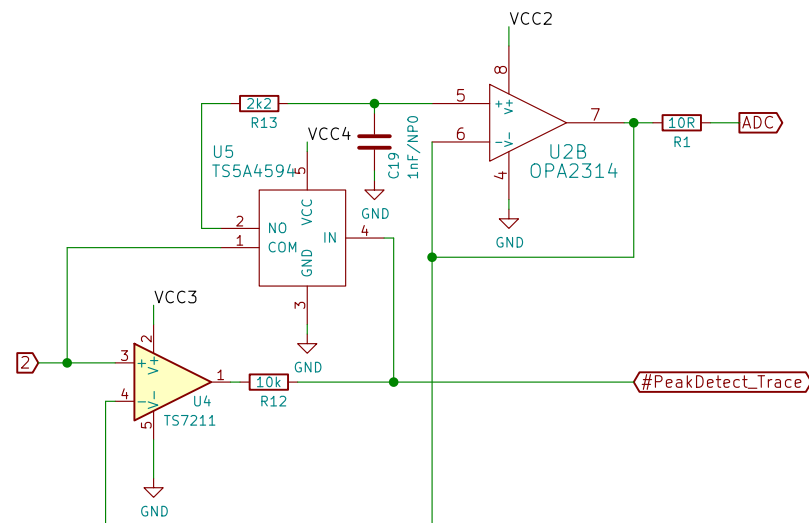 VCC2
8
2k2
R13
5
V+
7
6
V-
4
10R
R1
ADC
U2B
OPA2314
GND
VCC4
U5
TS5A4594
5
C19
1nF/NP0
GND
2
NO
1
COM
VCC
GND
IN
4
3
GND
VCC3
2
2
3
V+
1
4
V-
5
10k
R12
U4
TS7211
#PeakDetect_Trace
GND